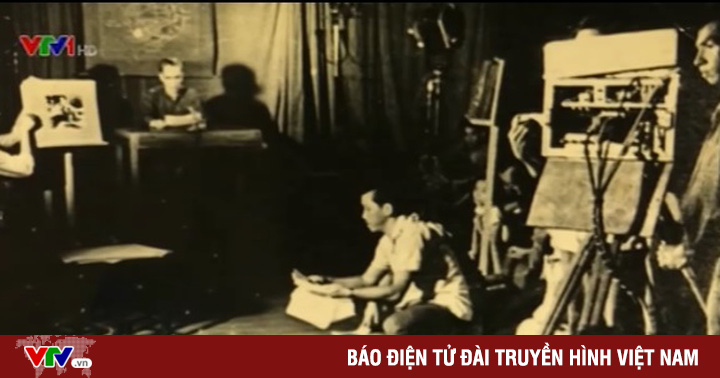 VTV1 HD
VTV.vn
BÁO ĐIỆN TỬ ĐÀI TRUYỀN HÌNH VIỆT NAM